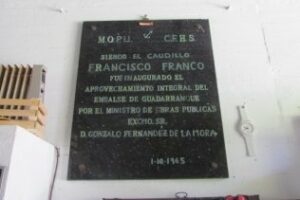 MOPU C.E.H.S
SIENDO EL CAUDILLO
FRANCISCO FRANCO
FUE INAUGURADO EL
APROVECHAMIENTO INTEGRAL DEL
EMBALSE DE GUADARRANQUE
POR EL MINISTRO DE OBRAS PUBLICAS
EXCMO. SR.
D. GONZALO FERNANDEZ DE LA MORA